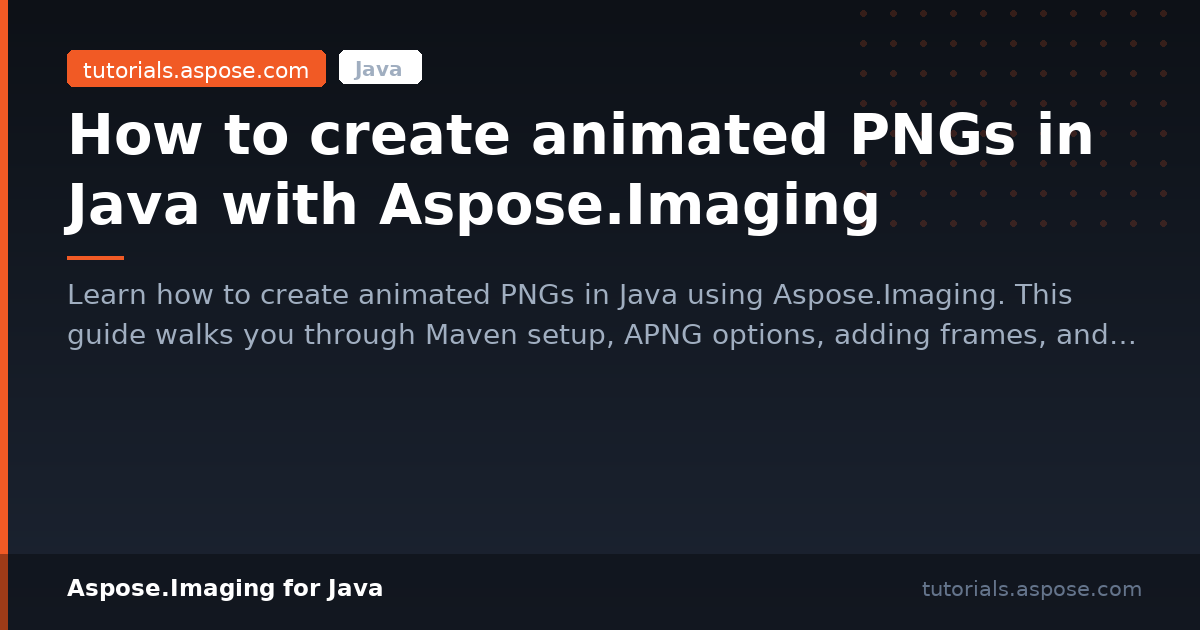 tutorials.aspose.com
Java
How to create animated PNGs in
Java with Aspose.Imaging
Learn how to create animated PNGs in Java using Aspose.Imaging. This
guide walks you through Maven setup, APNG options, adding frames, and...
Aspose.Imaging for Java
tutorials.aspose.com